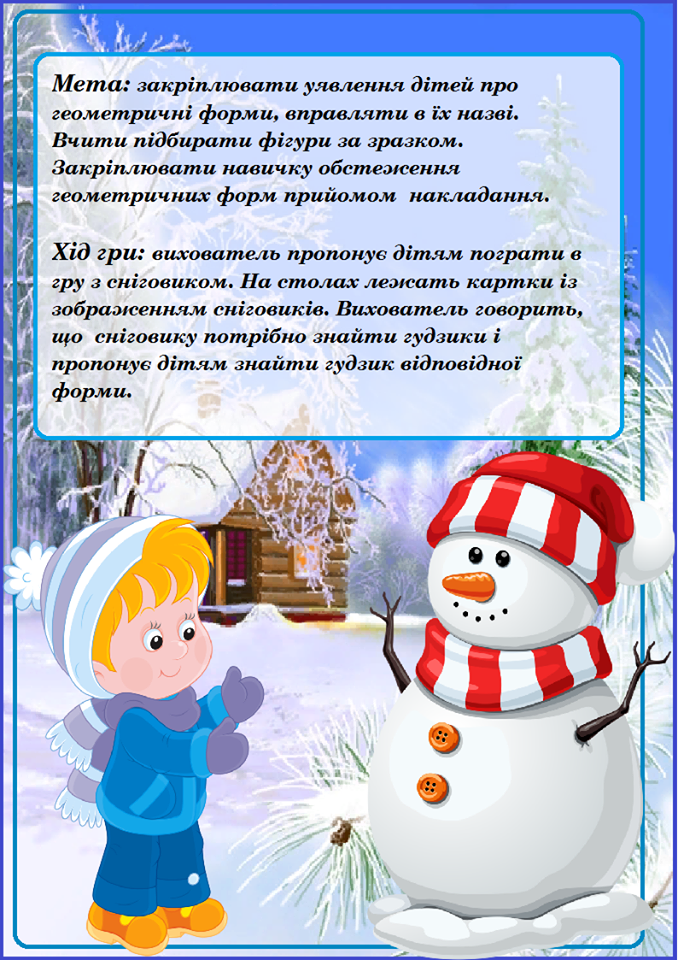 Мета: закріплювати уявлення дітей про
геометричні форми, вправляти в їх назві.
Вчити підбирати фігури за зразком.
Закріплювати навичку обстеження
геометричних форм прийомом  накладання.
Хід гри: вихователь пропонує дітям пограти в
гру з сніговиком. На столах лежать картки із
зображенням сніговиків. Вихователь говорить,
що  сніговику потрібно знайти гудзики і
пропонує дітям знайти гудзик відповідної
форми.